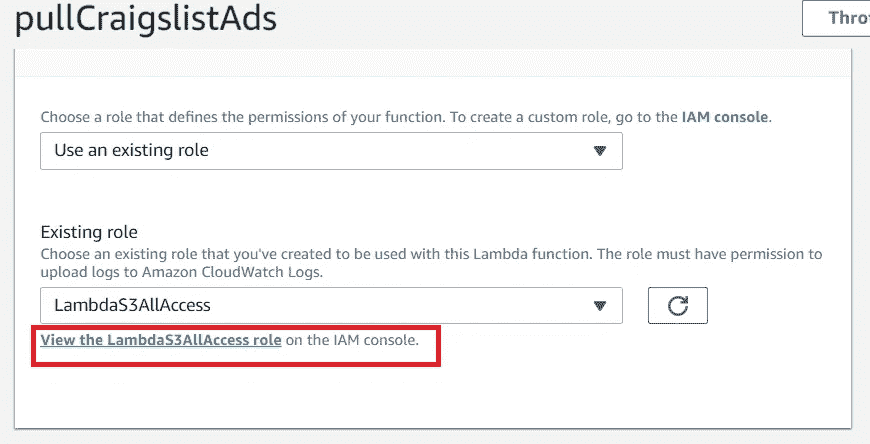 pullCraigslistAds
Choose a role that defines the permissions of your function. To create a custom role, go to the IAM console.
Use an existing role
Existing role
Choose an existing role that you've created to be used with this Lambda function. The role must have permission to
upload logs to Amazon CloudWatch Logs.
LambdaS3AllAccess
View the LambdaS3AllAccess role on the IAM console.